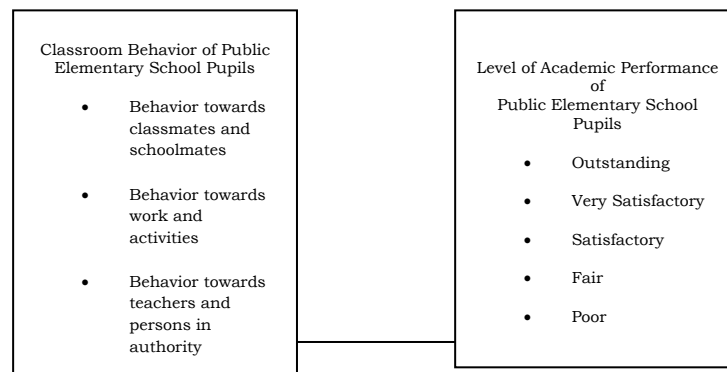 Classroom Behavior of Public
Elementary School Pupils
• Behavior towards
classmates and
schoolmates
• Behavior towards
work and
activities
• Behavior towards
teachers and
persons in
authority
Level of Academic Performance
of
Public Elementary School
Pupils
• Outstanding
• Very Satisfactory
• Satisfactory
• Fair
• Poor